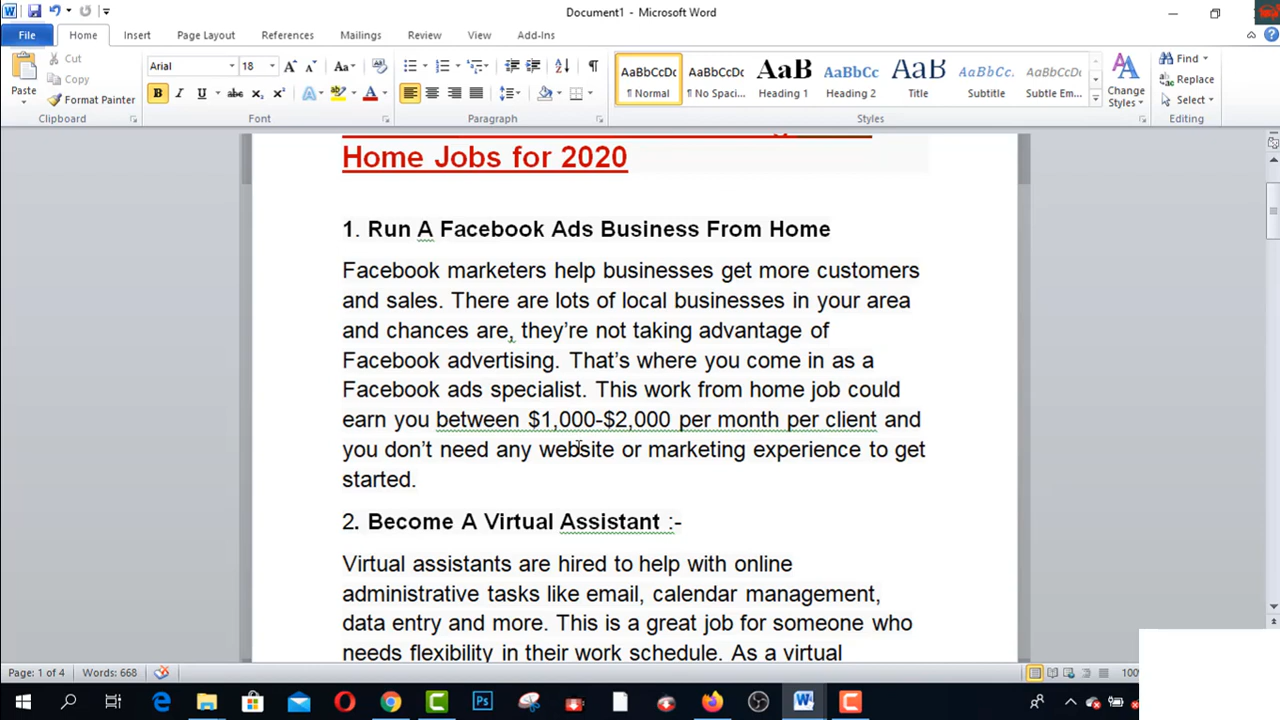 Document1 - Microsoft Word
File Home Insert Page Layout References Mailings Review View Add-Ins
Paste
Cut
Copy
Format Painter
Clipboard
Arial 18
Font
Paragraph
AaBbCcDc AaBbCcDc AaB AaBbCc AaB AaBbCc. AaBbCcDc
¶ Normal ¶ No Spaci... Heading 1 Heading 2 Title Subtitle Subtle Em...
Change Styles
Styles
Find
Replace
Select
Editing
Home Jobs for 2020
1. Run A Facebook Ads Business From Home
Facebook marketers help businesses get more customers
and sales. There are lots of local businesses in your area
and chances are, they’re not taking advantage of
Facebook advertising. That’s where you come in as a
Facebook ads specialist. This work from home job could
earn you between $1,000-$2,000 per month per client and
you don’t need any website or marketing experience to get
started.
2. Become A Virtual Assistant :-
Virtual assistants are hired to help with online
administrative tasks like email, calendar management,
data entry and more. This is a great job for someone who
needs flexibility in their work schedule. As a virtual
Page: 1 of 4 Words: 668